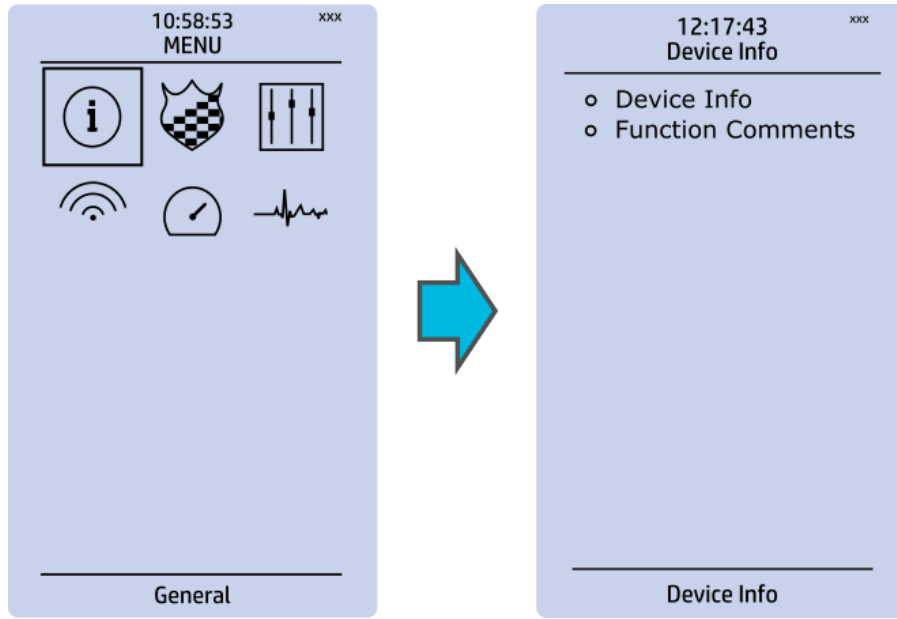 10:58:53
xxx
MENU
i
General
12:17:43
xxx
Device Info
Device Info
Function Comments
Device Info